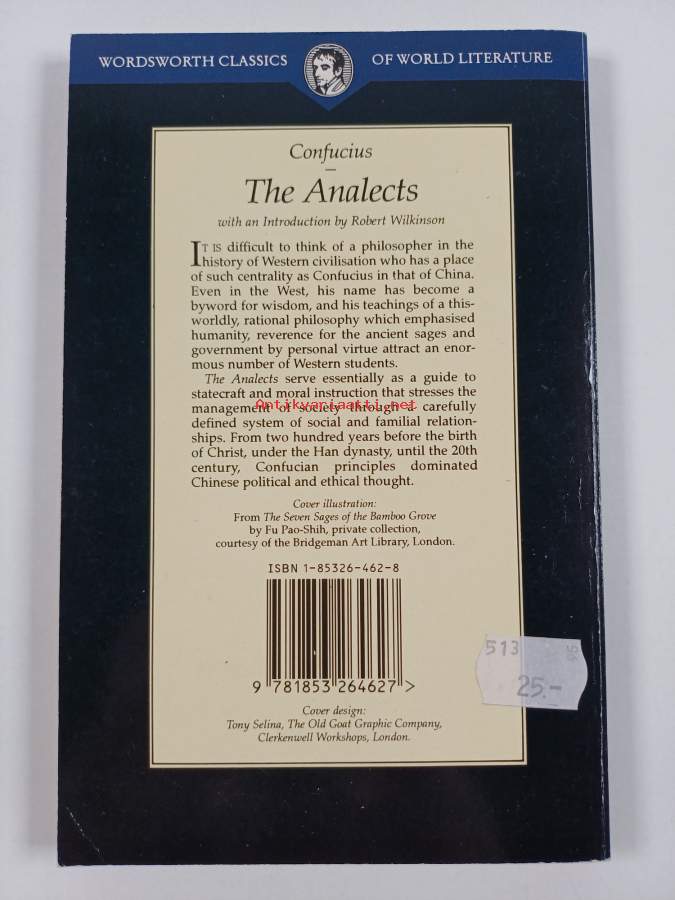 WORDSWORTH CLASSICS OF WORLD LITERATURE
Confucius
The Analects
with an Introduction by Robert Wilkinson
IT IS difficult to think of a philosopher in the
history of Western civilisation who has a place
of such centrality as Confucius in that of China.
Even in the West, his name has become a
byword for wisdom, and his teachings of a this-
worldly, rational philosophy which emphasised
humanity, reverence for the ancient sages and
government by personal virtue attract an enor-
mous number of Western students.
The Analects serve essentially as a guide to
statecraft and moral instruction that stresses the
management of society through a carefully
Antikvariaatti.net
defined system of social and familial relation-
ships. From two hundred years before the birth
of Christ, under the Han dynasty, until the 20th
century, Confucian principles dominated
Chinese political and ethical thought.
Cover illustration:
From The Seven Sages of the Bamboo Grove
by Fu Pao-Shih, private collection,
courtesy of the Bridgeman Art Library, London.
ISBN 1-85326-462-8
9 781853 264627 >
513
25.-
Cover design:
Tony Selina, The Old Goat Graphic Company,
Clerkenwell Workshops, London.